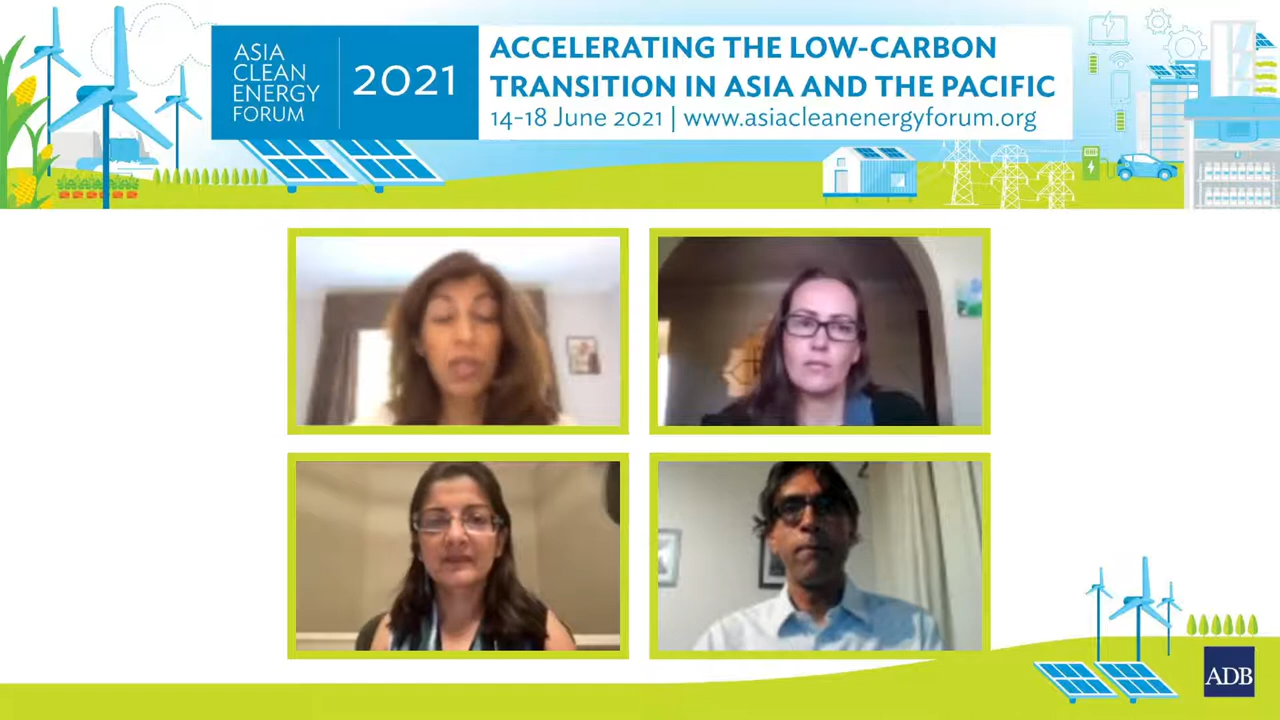 ASIA
CLEAN
ENERGY
FORUM
2021
ACCELERATING THE LOW-CARBON
TRANSITION IN ASIA AND THE PACIFIC
14-18 June 2021 | www.asiacleanenergyforum.org
ADB